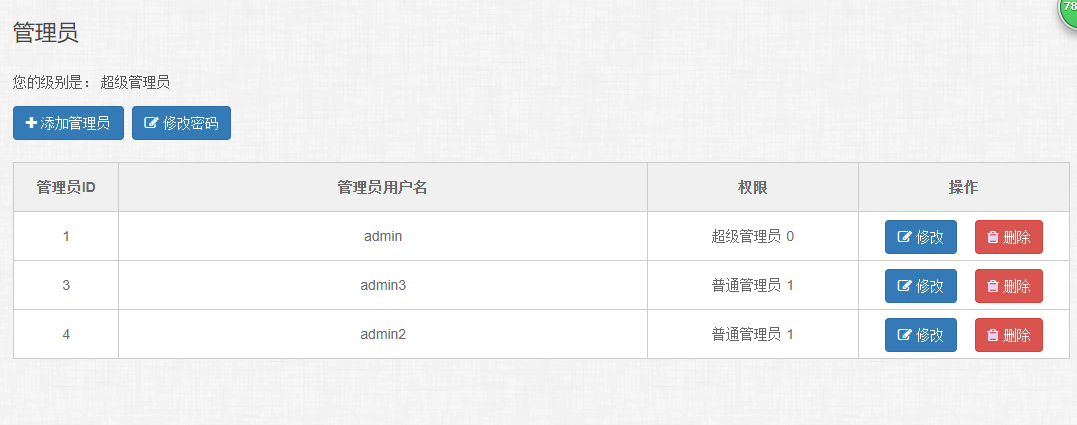 78
管理员
您的级别是： 超级管理员
添加管理员 修改密码
管理员ID 管理员用户名 权限 操作
1 admin 超级管理员 0 修改 删除
3 admin3 普通管理员 1 修改 删除
4 admin2 普通管理员 1 修改 删除